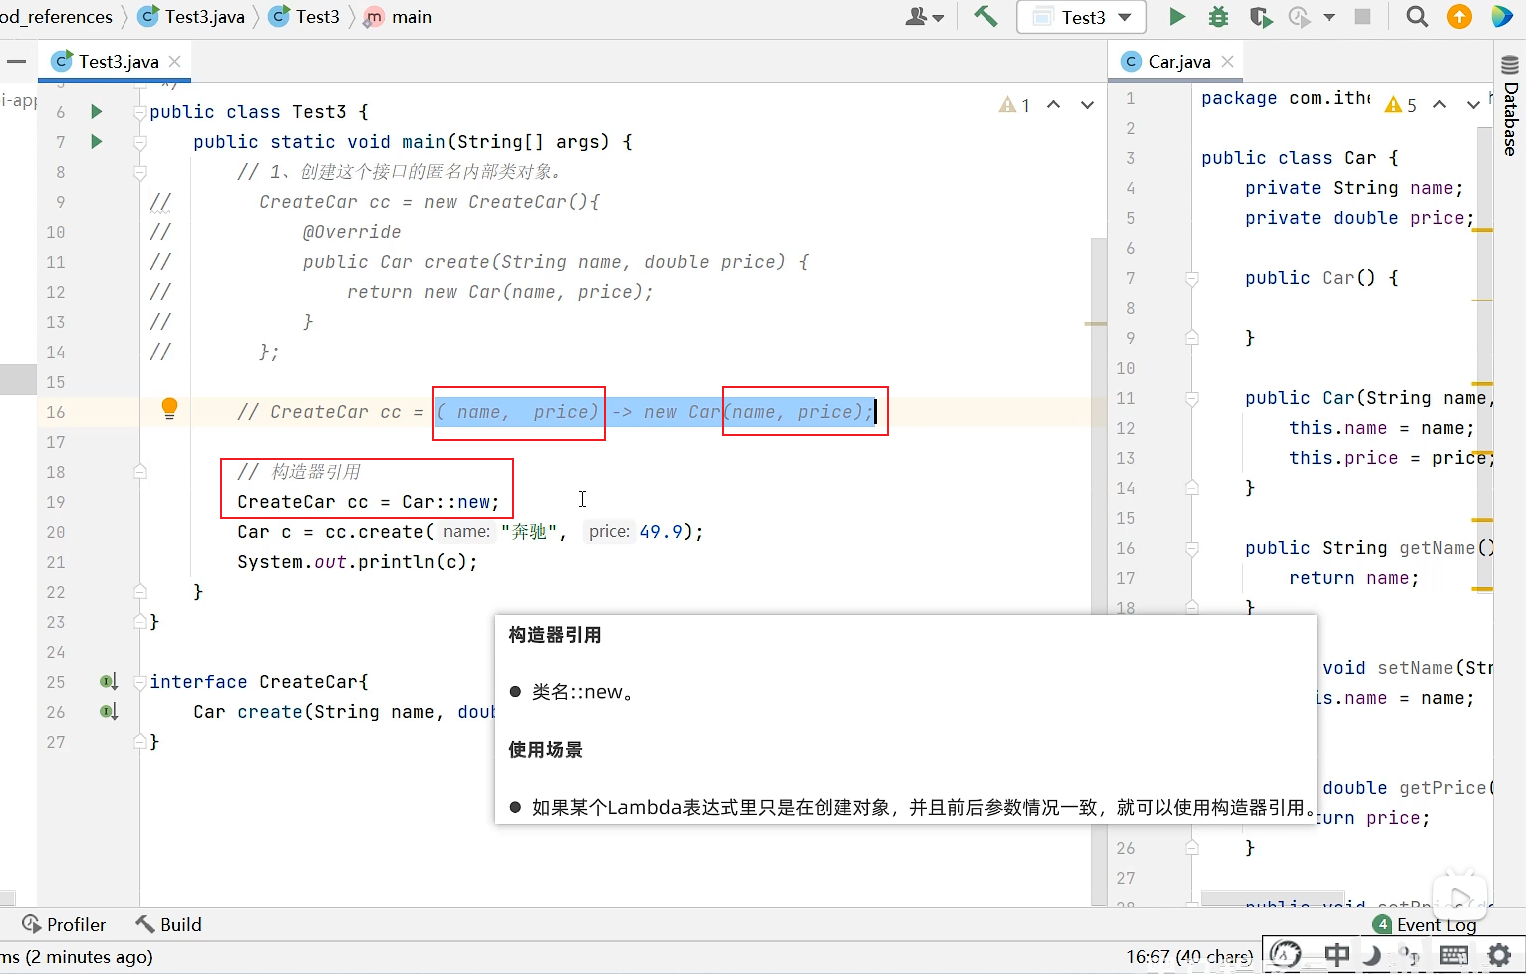 od_references
Test3.java
Test3
main
Test3
Test3.java
Car.java
i-app
5
*/
6 public class Test3 {
7 public static void main(String[] args) {
8 // 1、创建这个接口的匿名内部类对象。
9 // CreateCar cc = new CreateCar(){
10 // @Override
11 // public Car create(String name, double price) {
12 // return new Car(name, price);
13 // }
14 // };
15
16 // CreateCar cc = ( name, price) -> new Car(name, price);
17
18 // 构造器引用
19 CreateCar cc = Car::new;
20 Car c = cc.create( name: "奔驰", price: 49.9);
21 System.out.println(c);
22 }
23 }
24
25 interface CreateCar{
26 Car create(String name, doub
27 }
1
构造器引用
类名::new。
使用场景
如果某个Lambda表达式里只是在创建对象，并且前后参数情况一致，就可以使用构造器引用。
1 package com.ithe
5
2
3 public class Car {
4 private String name;
5 private double price;
6
7 public Car() {
8
9 }
10
11 public Car(String name,
12 this.name = name;
13 this.price = price;
14 }
15
16 public String getName()
17 return name;
18 }
void setName(Str
is.name = name;
double getPrice(
turn price;
26 }
27
28 public void setPrice(d
Database
Profiler
Build
4 Event Log
ms (2 minutes ago)
16:67 (40 chars)
中